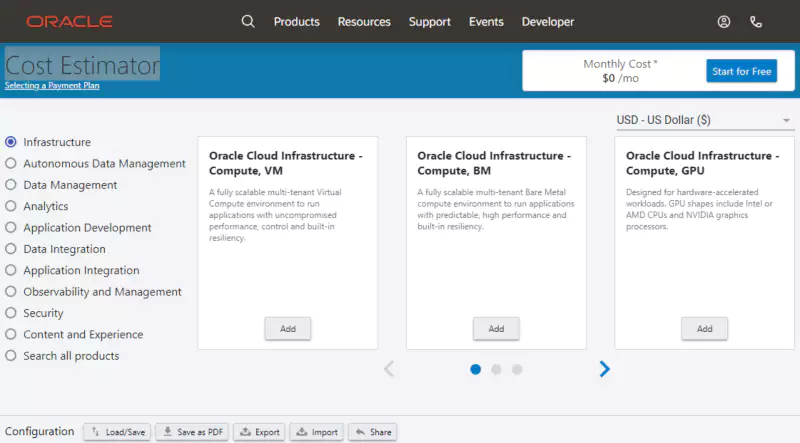 ORACLE
Products
Resources
Support
Events
Developer
Cost Estimator
Selecting a Payment Plan
Monthly Cost *
$0 /mo
Start for Free
USD - US Dollar ($)
Infrastructure
Autonomous Data Management
Data Management
Analytics
Application Development
Data Integration
Application Integration
Observability and Management
Security
Content and Experience
Search all products
Oracle Cloud Infrastructure -
Compute, VM
A fully scalable multi-tenant Virtual
Compute environment to run
applications with uncompromised
performance, control and built-in
resiliency.
Add
Oracle Cloud Infrastructure -
Compute, BM
A fully scalable multi-tenant Bare Metal
compute environment to run applications
with predictable, high performance and
built-in resiliency.
Add
Oracle Cloud Infrastructure -
Compute, GPU
Designed for hardware-accelerated
workloads. GPU shapes include Intel or
AMD CPUs and NVIDIA graphics
processors.
Add
Configuration
Load/Save
Save as PDF
Export
Import
Share